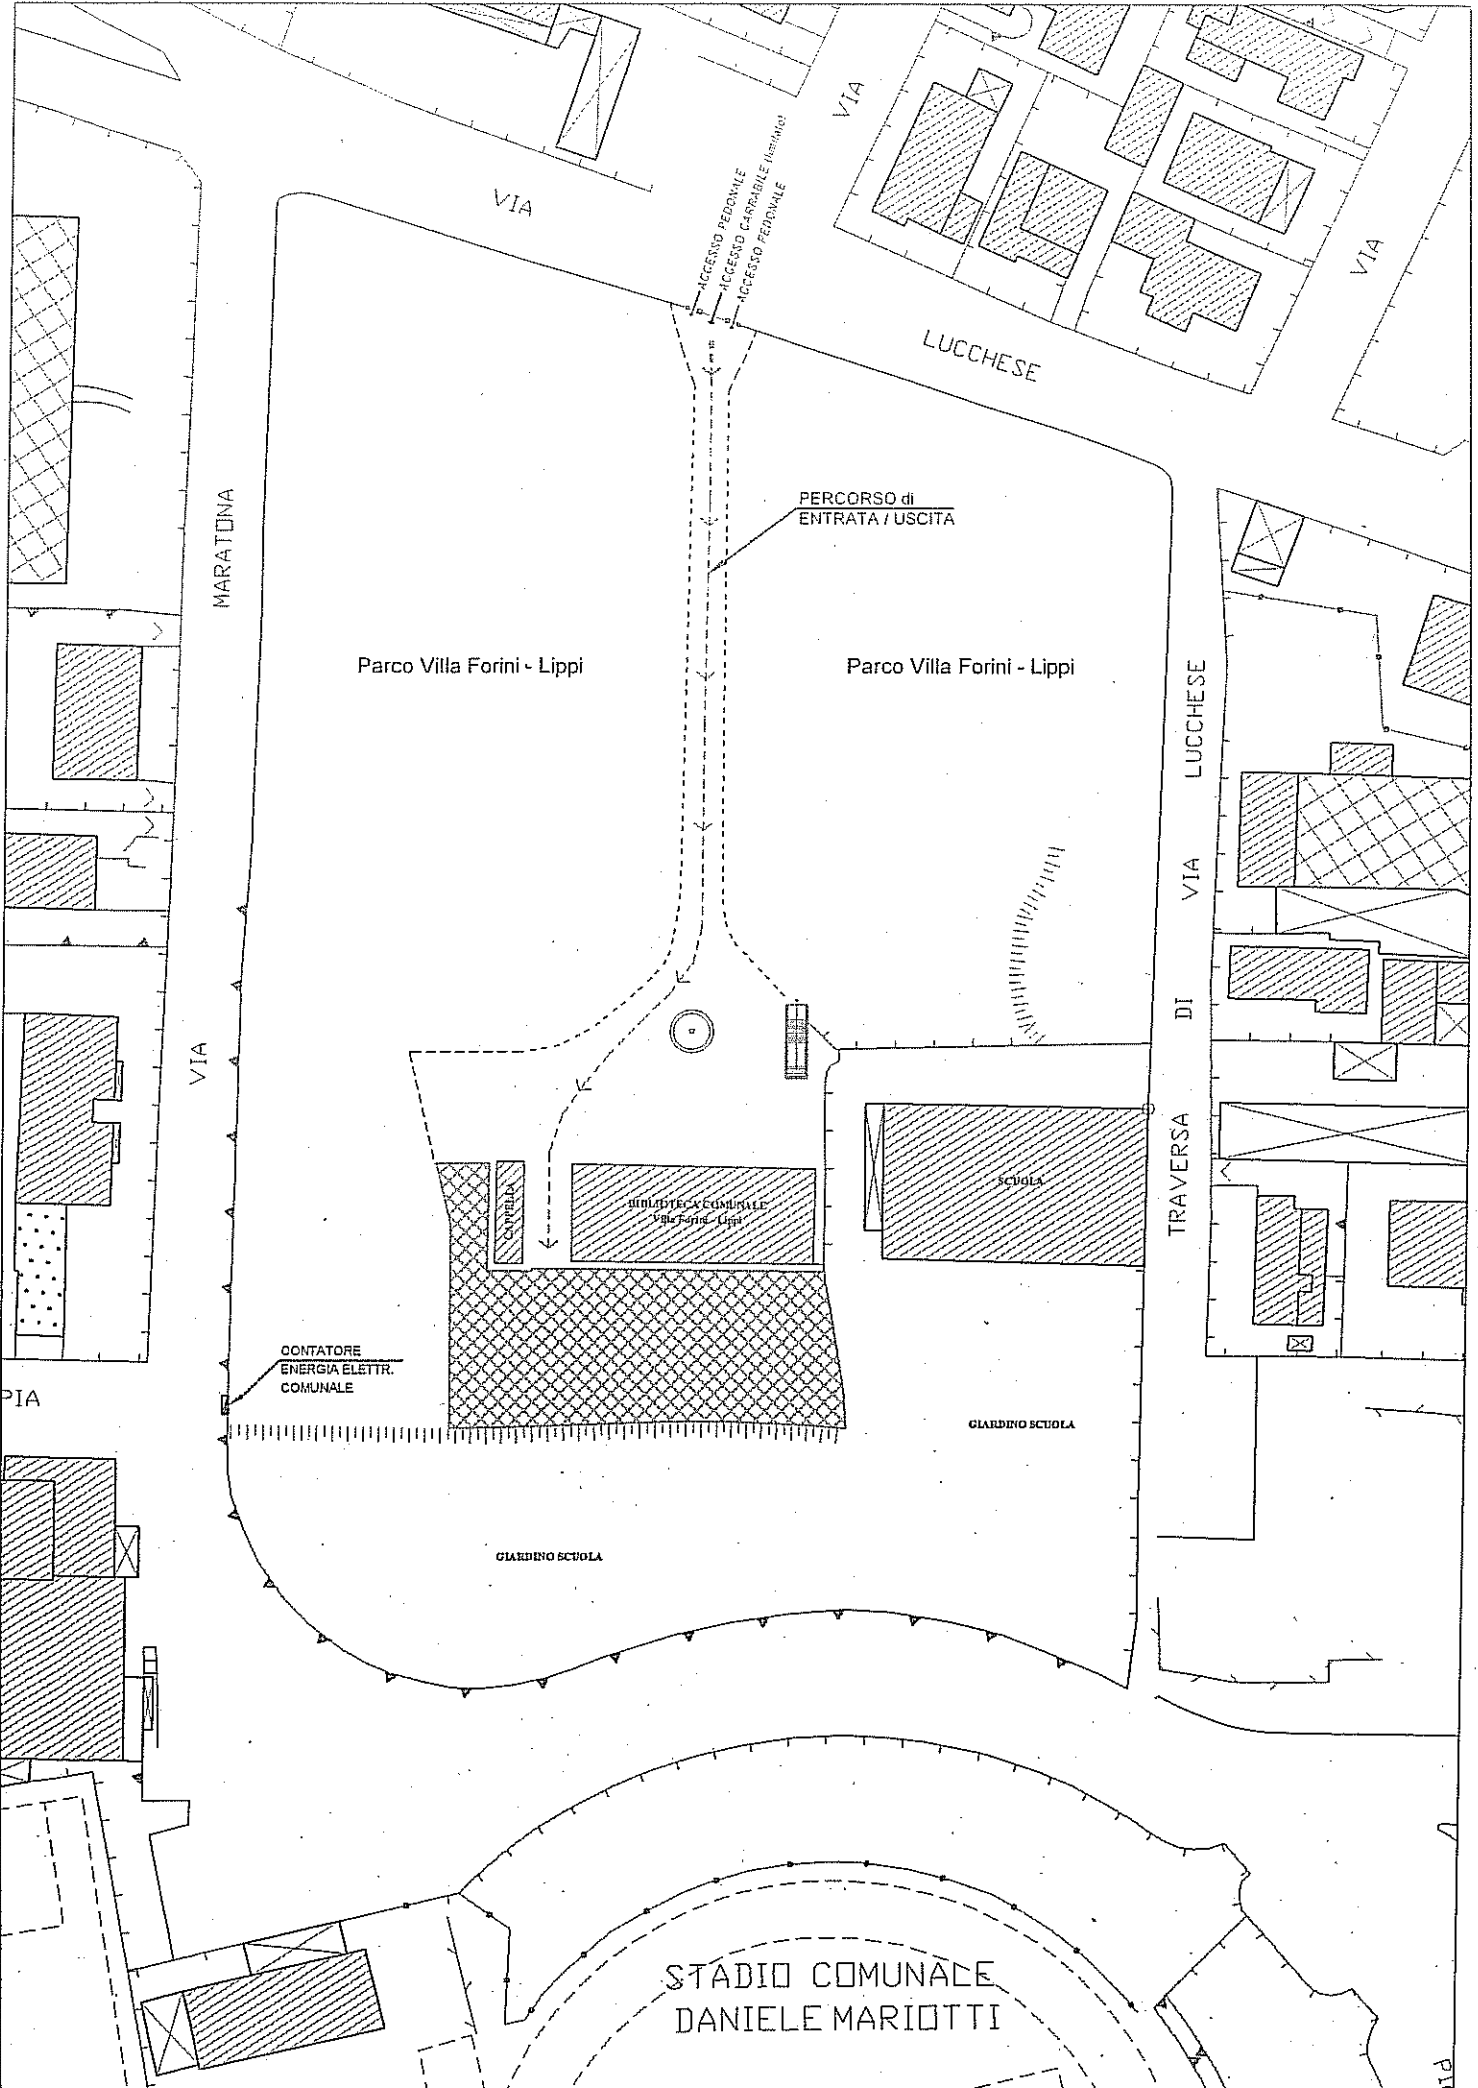 VIA
ACCESSO PEDONALE
ACCESSO CARRABILE (limitato)
ACCESSO PEDONALE
VIA
VIA
LUCCHESE
PERCORSO di
ENTRATA / USCITA
MARATONA
VIA
Parco Villa Forini - Lippi
Parco Villa Forini - Lippi
TRAVERSA DI VIA LUCCHESE
CAPPELLA
BIBLIOTECA COMUNALE
Villa Forini - Lippi
SCUOLA
CONTATORE
ENERGIA ELETTR.
COMUNALE
PIA
GIARDINO SCUOLA
GIARDINO SCUOLA
STADIO COMUNALE
DANIELE MARIOTTI